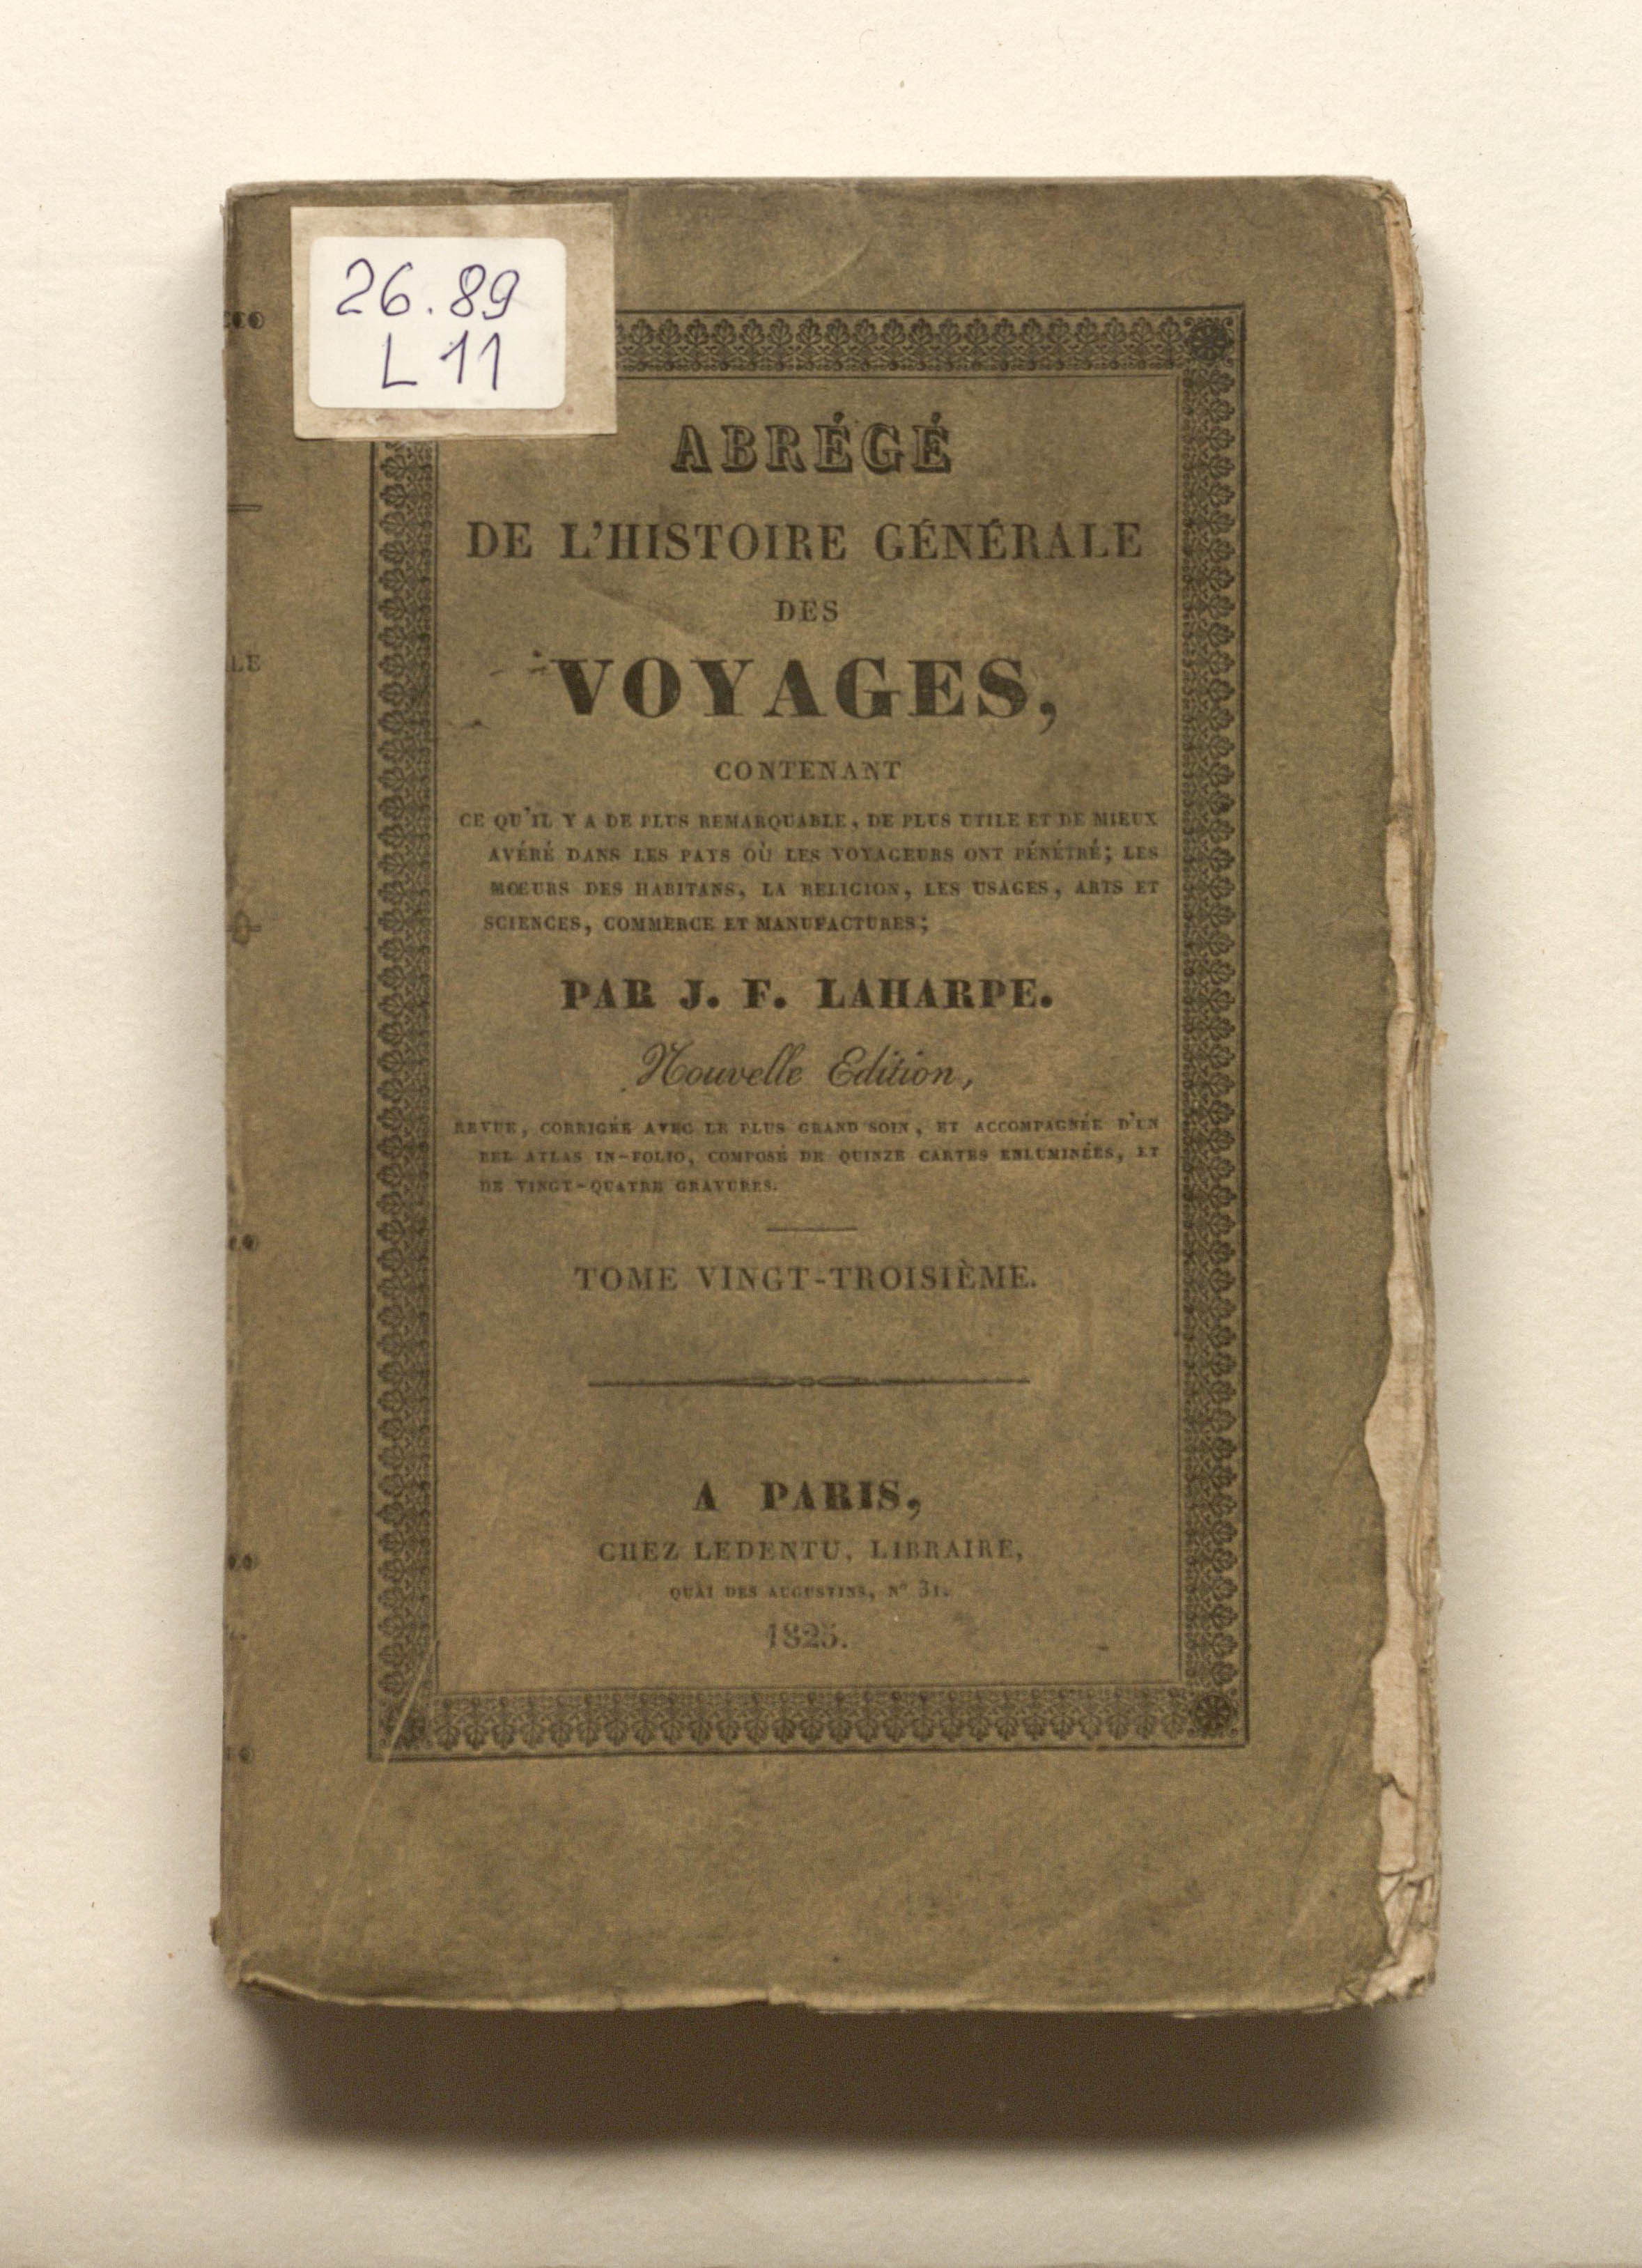 26.89
L 11
ABRÉGÉ
DE L'HISTOIRE GÉNÉRALE
DES
VOYAGES,
CONTENANT
CE QU'IL Y A DE PLUS REMARQUABLE, DE PLUS UTILE ET DE MIEUX
AVÉRÉ DANS LES PAYS OÙ LES VOYAGEURS ONT PÉNÉTRÉ; LES
MŒURS DES HABITANS, LA RELIGION, LES USAGES, ARTS ET
SCIENCES, COMMERCE ET MANUFACTURES;
PAR J. F. LAHARPE.
Nouvelle Edition,
REVUE, CORRIGÉE AVEC LE PLUS GRAND SOIN, ET ACCOMPAGNÉE D'UN
BEL ATLAS IN-FOLIO, COMPOSÉ DE QUINZE CARTES ENLUMINÉES, ET
DE VINGT-QUATRE GRAVURES.
TOME VINGT-TROISIÈME.
A PARIS,
CHEZ LEDENTU, LIBRAIRE,
QUAI DES AUGUSTINS, N° 31.
1825.
LE